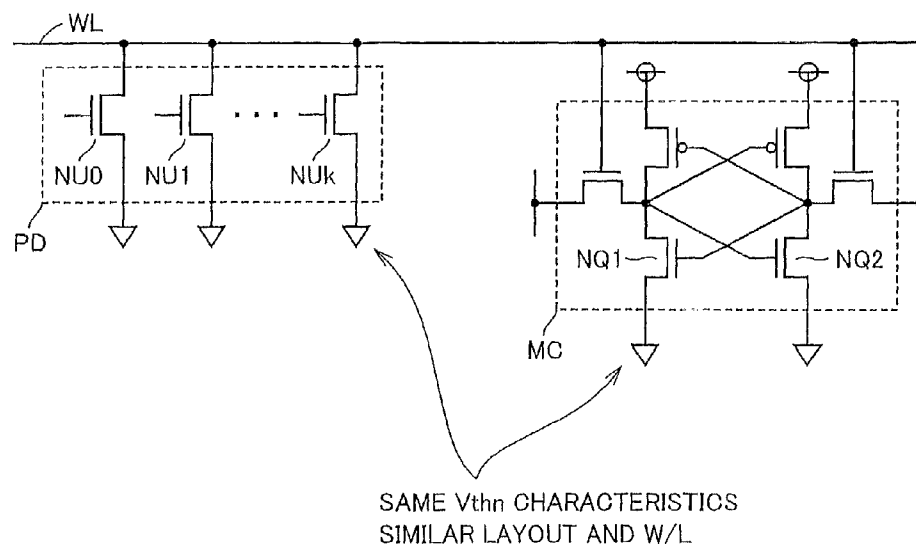 WL
NU0 NU1 · · · NUk
PD
NQ1 NQ2
MC
SAME Vthn CHARACTERISTICS
SIMILAR LAYOUT AND W/L